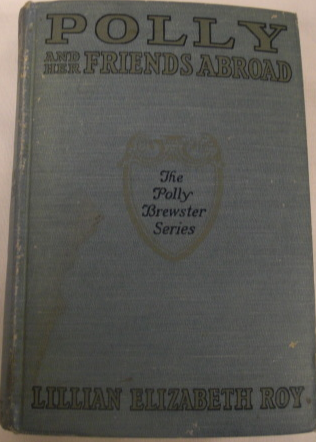 POLLY
AND HER FRIENDS ABROAD
The
Polly
Brewster
Series
LILLIAN ELIZABETH ROY